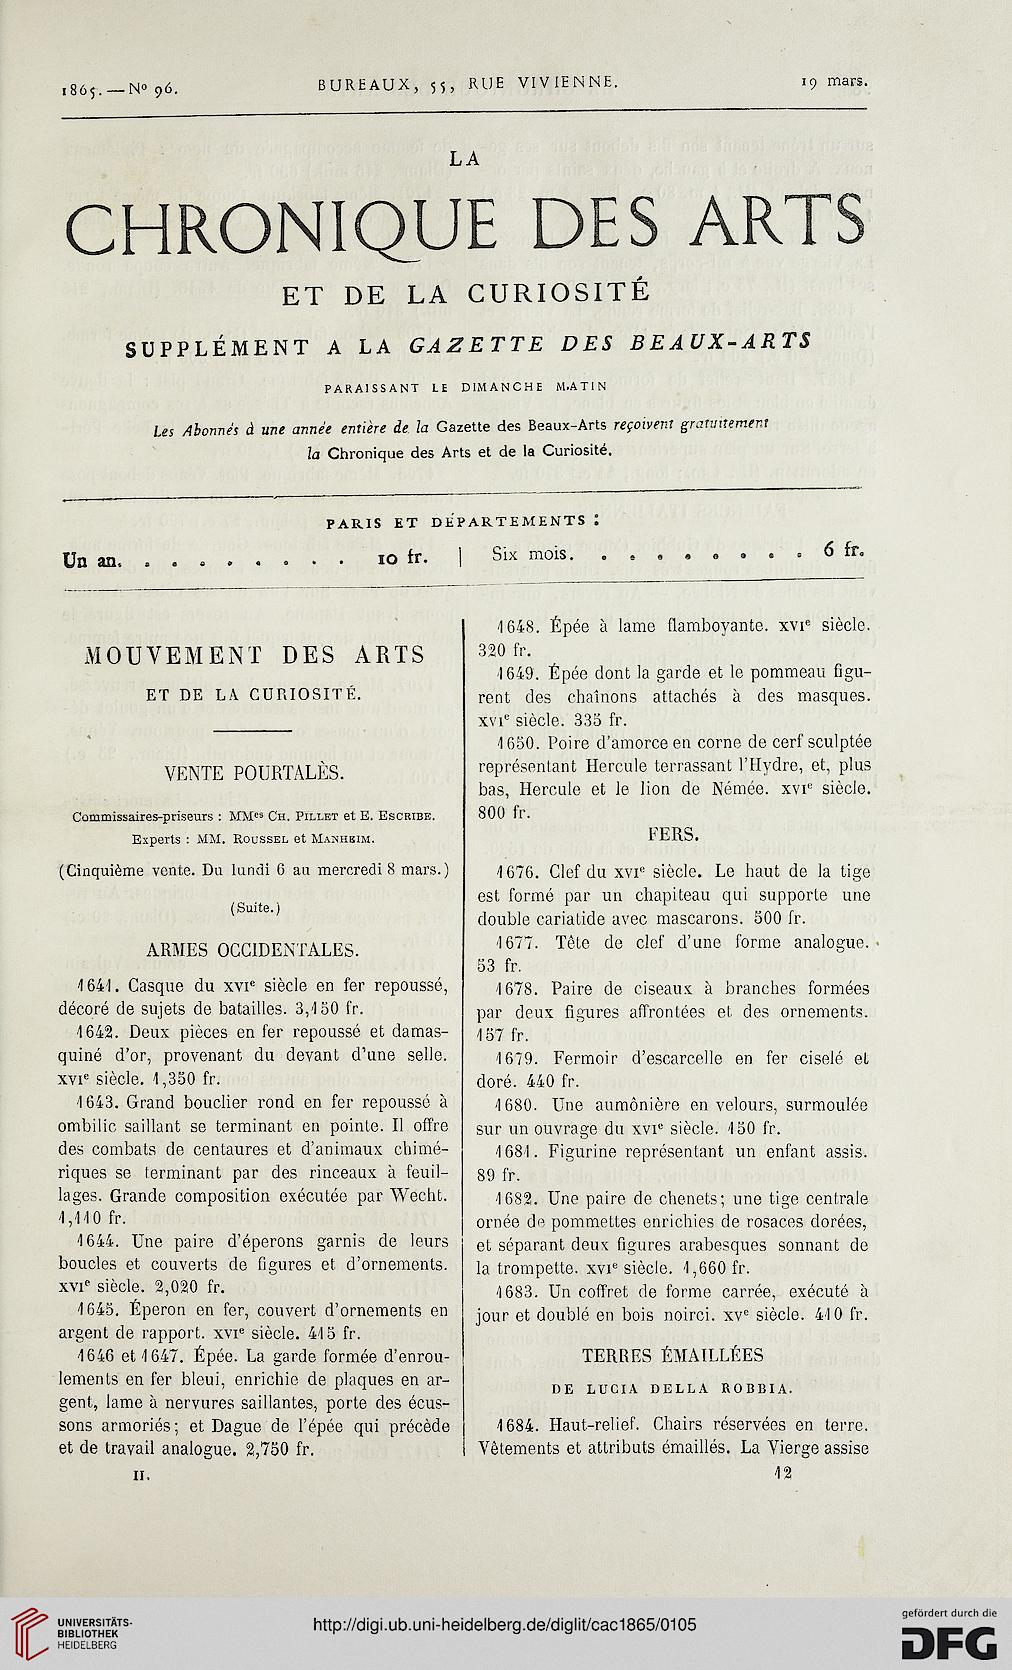 1865. — Nº 96.
BUREAUX, 55, RUE VIVIENNE.
19 mars.
LA
CHRONIQUE DES ARTS
ET DE LA CURIOSITÉ
SUPPLÉMENT A LA GAZETTE DES BEAUX-ARTS
PARAISSANT LE DIMANCHE MATIN
Les Abonnés à une année entière de la Gazette des Beaux-Arts reçoivent gratuitement
la Chronique des Arts et de la Curiosité.
PARIS ET DÉPARTEMENTS :
Un an. . . . . . . . . 10 fr. | Six mois. . . . . . . . . 6 fr.
MOUVEMENT DES ARTS
ET DE LA CURIOSITÉ.
VENTE POURTALÈS.
Commissaires-priseurs : MMes Ch. Pillet et E. Escribe.
Experts : MM. Roussel et Manheim.
(Cinquième vente. Du lundi 6 au mercredi 8 mars.)
(Suite.)
ARMES OCCIDENTALES.
1641. Casque du xvie siècle en fer repoussé,
décoré de sujets de batailles. 3,150 fr.
1642. Deux pièces en fer repoussé et damas-
quiné d'or, provenant du devant d'une selle.
xvie siècle. 1,350 fr.
1643. Grand bouclier rond en fer repoussé à
ombilic saillant se terminant en pointe. Il offre
des combats de centaures et d'animaux chimé-
riques se terminant par des rinceaux à feuil-
lages. Grande composition exécutée par Wecht.
1,110 fr.
1644. Une paire d'éperons garnis de leurs
boucles et couverts de figures et d'ornements.
xvie siècle. 2,020 fr.
1645. Éperon en fer, couvert d'ornements en
argent de rapport. xvie siècle. 415 fr.
1646 et 1647. Épée. La garde formée d'enrou-
lements en fer bleui, enrichie de plaques en ar-
gent, lame à nervures saillantes, porte des écus-
sons armoriés; et Dague de l'épée qui précède
et de travail analogue. 2,750 fr.
II.
1648. Épée à lame flamboyante. xvie siècle.
320 fr.
1649. Épée dont la garde et le pommeau figu-
rent des chaînons attachés à des masques.
xvie siècle. 335 fr.
1650. Poire d'amorce en corne de cerf sculptée
représentant Hercule terrassant l'Hydre, et, plus
bas, Hercule et le lion de Némée. xvie siècle.
800 fr.
FERS.
1676. Clef du xvie siècle. Le haut de la tige
est formé par un chapiteau qui supporte une
double cariatide avec mascarons. 500 fr.
1677. Tête de clef d'une forme analogue.
53 fr.
1678. Paire de ciseaux à branches formées
par deux figures affrontées et des ornements.
157 fr.
1679. Fermoir d'escarcelle en fer ciselé et
doré. 440 fr.
1680. Une aumônière en velours, surmoulée
sur un ouvrage du xvie siècle. 150 fr.
1681. Figurine représentant un enfant assis.
89 fr.
1682. Une paire de chenets; une tige centrale
ornée de pommettes enrichies de rosaces dorées,
et séparant deux figures arabesques sonnant de
la trompette. xvie siècle. 1,660 fr.
1683. Un coffret de forme carrée, exécuté à
jour et doublé en bois noirci. xve siècle. 410 fr.
TERRES ÉMAILLÉES
DE LUCIA DELLA ROBBIA.
1684. Haut-relief. Chairs réservées en terre.
Vêtements et attributs émaillés. La Vierge assise
12
UNIVERSITÄTS-
BIBLIOTHEK
HEIDELBERG
http://digi.ub.uni-heidelberg.de/diglit/cac1865/0105
gefördert durch die
DFG